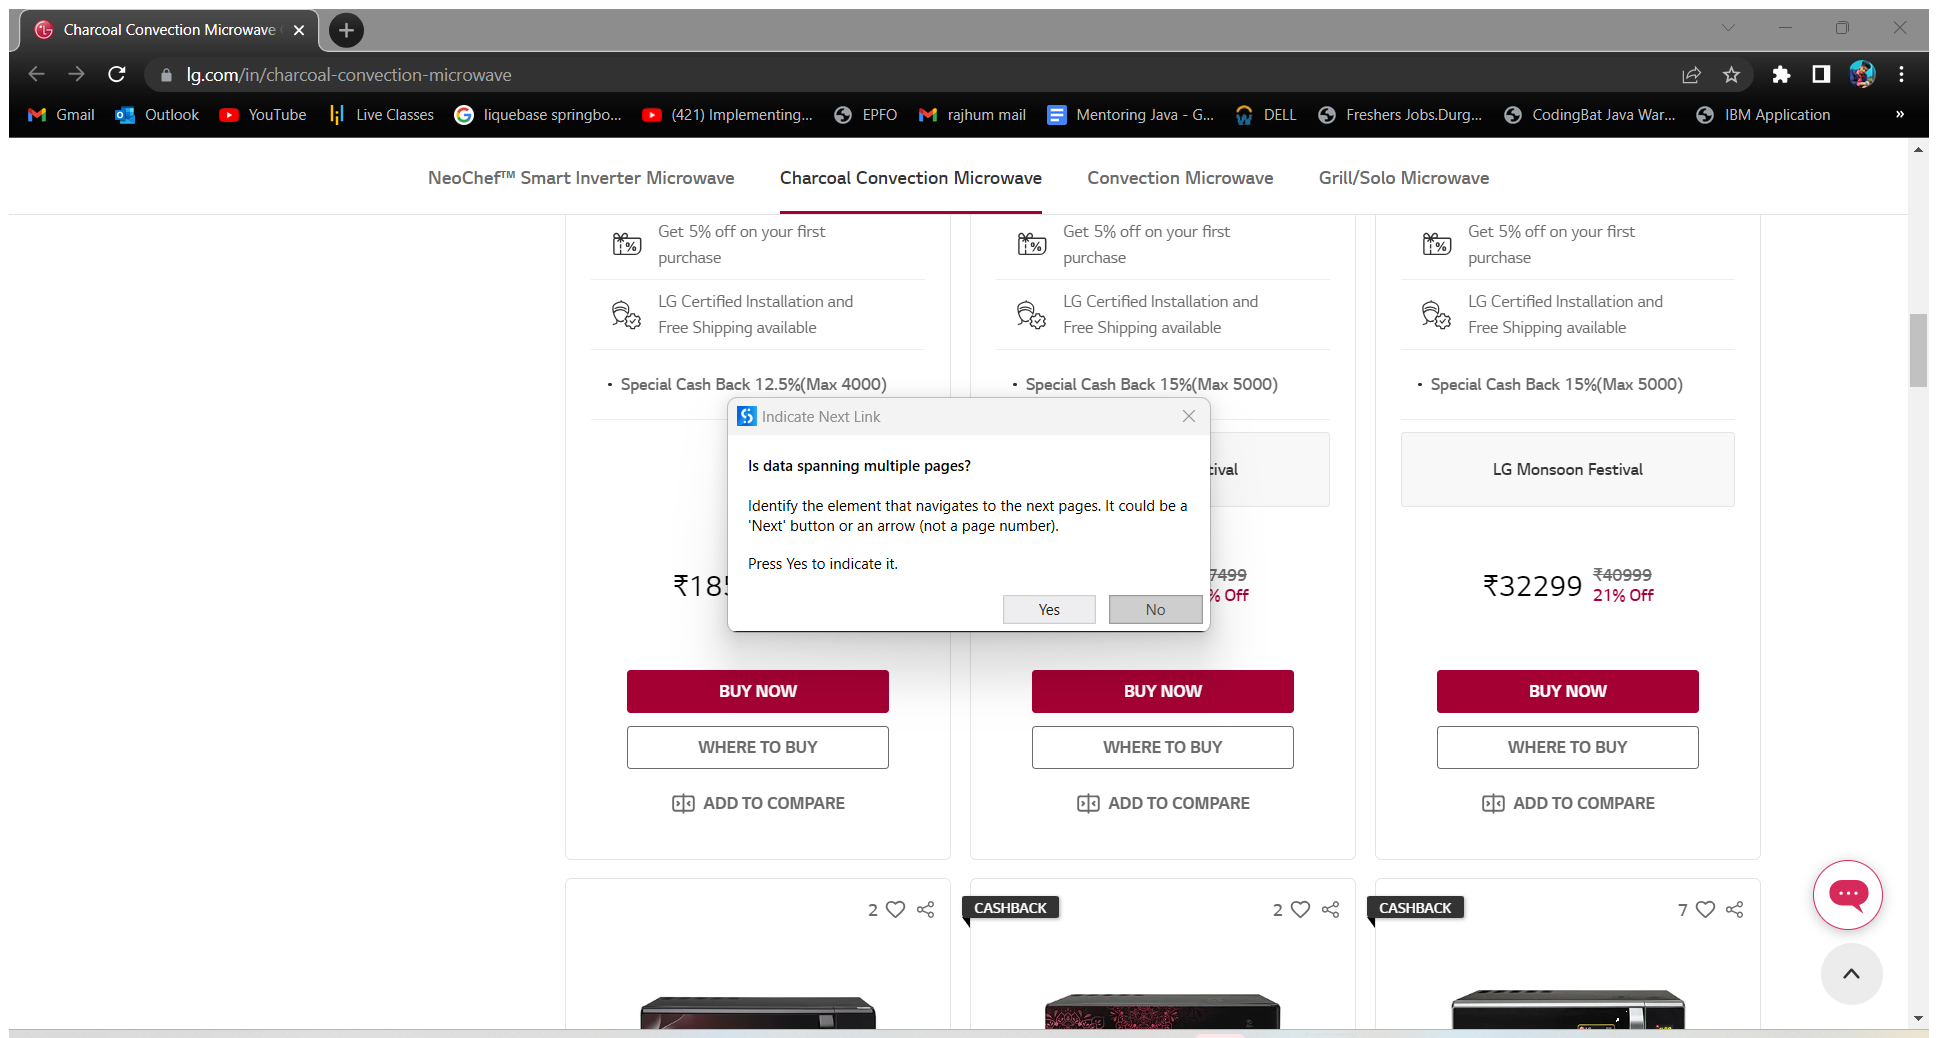 Charcoal Convection Microwave
lg.com/in/charcoal-convection-microwave
Gmail Outlook YouTube Live Classes liquebase springbo... (421) Implementing... EPFO rajhum mail Mentoring Java - G... DELL Freshers Jobs.Durg... CodingBat Java War... IBM Application »
NeoChef™ Smart Inverter Microwave Charcoal Convection Microwave Convection Microwave Grill/Solo Microwave
Get 5% off on your first
purchase
LG Certified Installation and
Free Shipping available
• Special Cash Back 12.5%(Max 4000)
Get 5% off on your first
purchase
LG Certified Installation and
Free Shipping available
• Special Cash Back 15%(Max 5000)
Get 5% off on your first
purchase
LG Certified Installation and
Free Shipping available
• Special Cash Back 15%(Max 5000)
LG Monsoon Festival
Indicate Next Link
Is data spanning multiple pages?
Identify the element that navigates to the next pages. It could be a
'Next' button or an arrow (not a page number).
Press Yes to indicate it.
Yes No
tival
₹185
7499
% Off
₹32299 ₹40999
21% Off
BUY NOW BUY NOW BUY NOW
WHERE TO BUY WHERE TO BUY WHERE TO BUY
ADD TO COMPARE ADD TO COMPARE ADD TO COMPARE
2 CASHBACK 2 CASHBACK 7